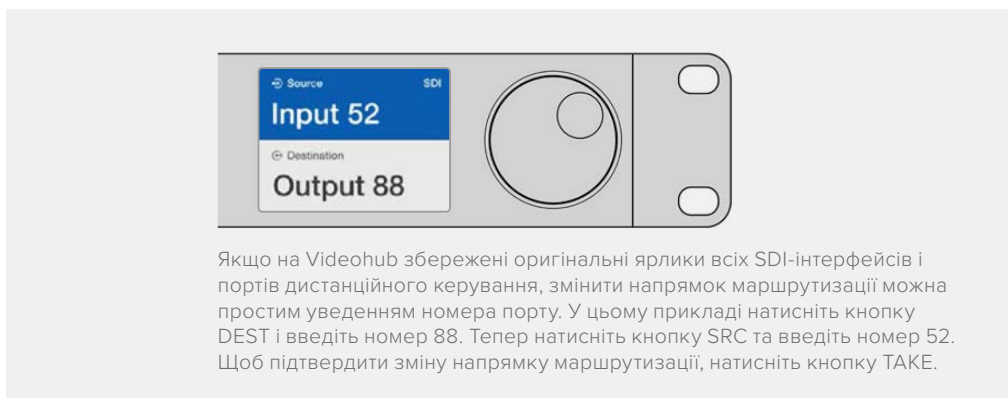 Source SDI
Input 52
Destination
Output 88
Якщо на Videohub збережені оригінальні ярлики всіх SDI-інтерфейсів і
портів дистанційного керування, змінити напрямок маршрутизації можна
простим уведенням номера порту. У цьому прикладі натисніть кнопку
DEST і введіть номер 88. Тепер натисніть кнопку SRC та введіть номер 52.
Щоб підтвердити зміну напрямку маршрутизації, натисніть кнопку TAKE.